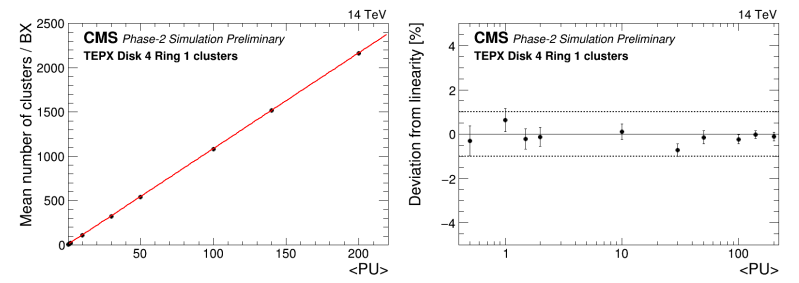 14 TeV
CMS Phase-2 Simulation Preliminary
TEPX Disk 4 Ring 1 clusters
Mean number of clusters / BX
2500
2000
1500
1000
500
0
50
100
150
200
<PU>
14 TeV
CMS Phase-2 Simulation Preliminary
TEPX Disk 4 Ring 1 clusters
Deviation from linearity [%]
4
2
0
−2
−4
1
10
100
<PU>